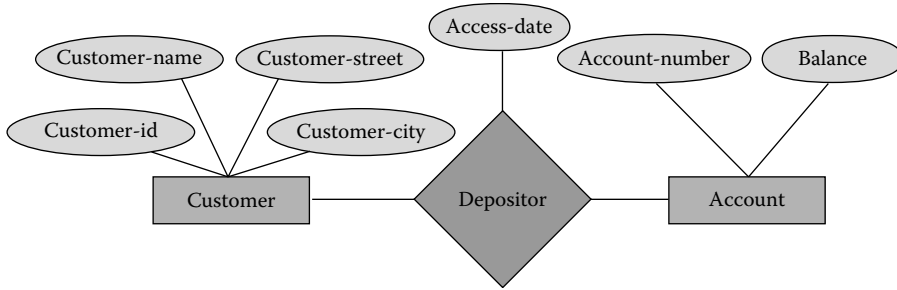 Access-date
Customer-name
Customer-street
Account-number
Balance
Customer-id
Customer-city
Customer
Depositor
Account